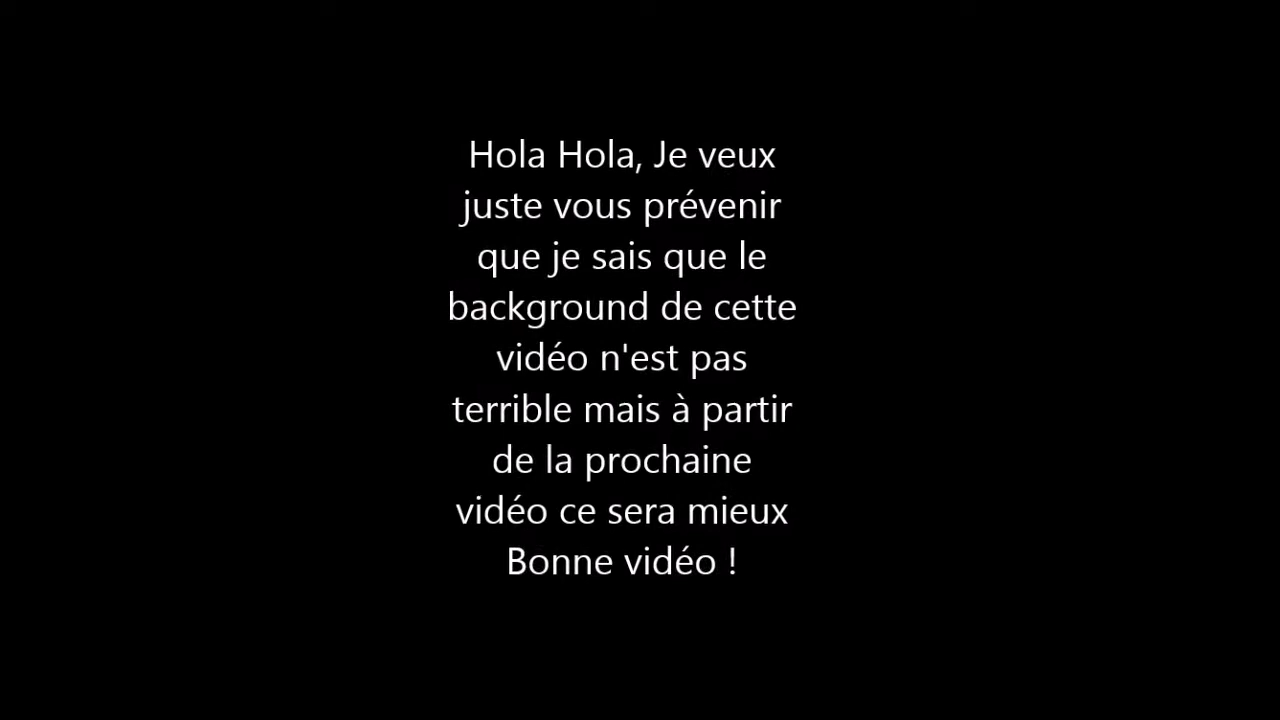 Hola Hola, Je veux
juste vous prévenir
que je sais que le
background de cette
vidéo n'est pas
terrible mais à partir
de la prochaine
vidéo ce sera mieux
Bonne vidéo !